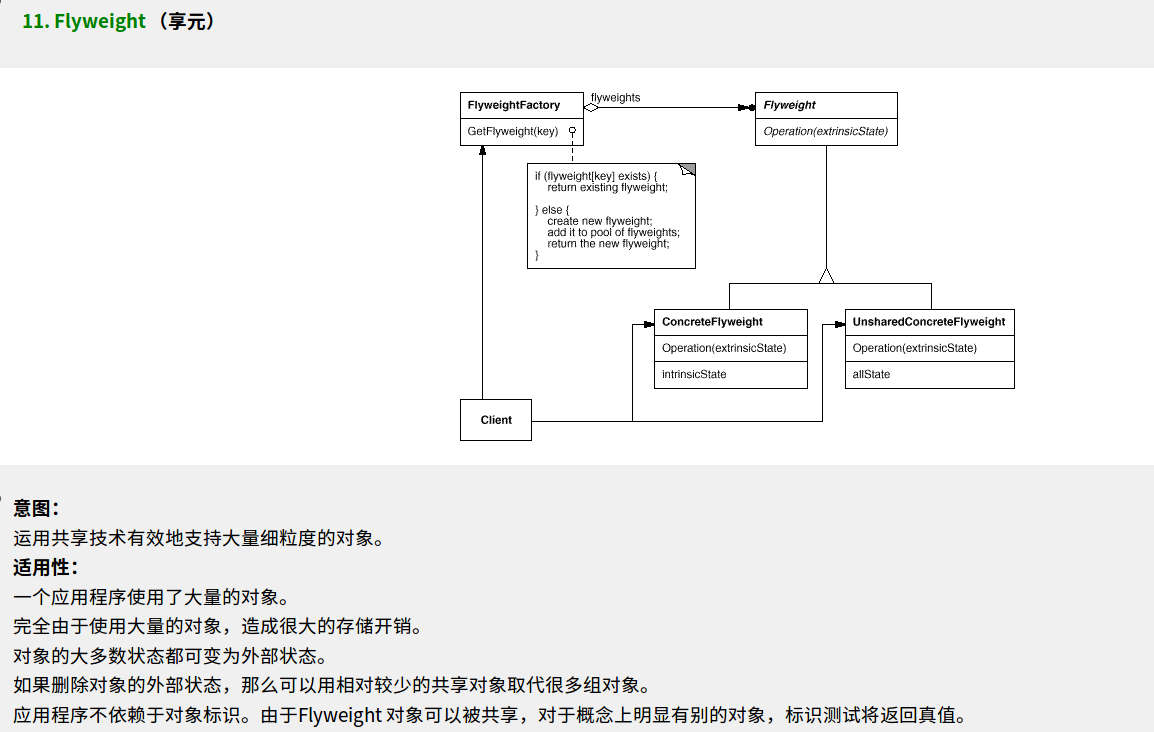 11. Flyweight （享元）
FlyweightFactory
GetFlyweight(key)
flyweights
Flyweight
Operation(extrinsicState)
if (flyweight[key] exists) {
return existing flyweight;
} else {
create new flyweight;
add it to pool of flyweights;
return the new flyweight;
}
ConcreteFlyweight
Operation(extrinsicState)
intrinsicState
UnsharedConcreteFlyweight
Operation(extrinsicState)
allState
Client
意图：
运用共享技术有效地支持大量细粒度的对象。
适用性：
一个应用程序使用了大量的对象。
完全由于使用大量的对象，造成很大的存储开销。
对象的大多数状态都可变为外部状态。
如果删除对象的外部状态，那么可以用相对较少的共享对象取代很多组对象。
应用程序不依赖于对象标识。由于Flyweight 对象可以被共享，对于概念上明显有别的对象，标识测试将返回真值。